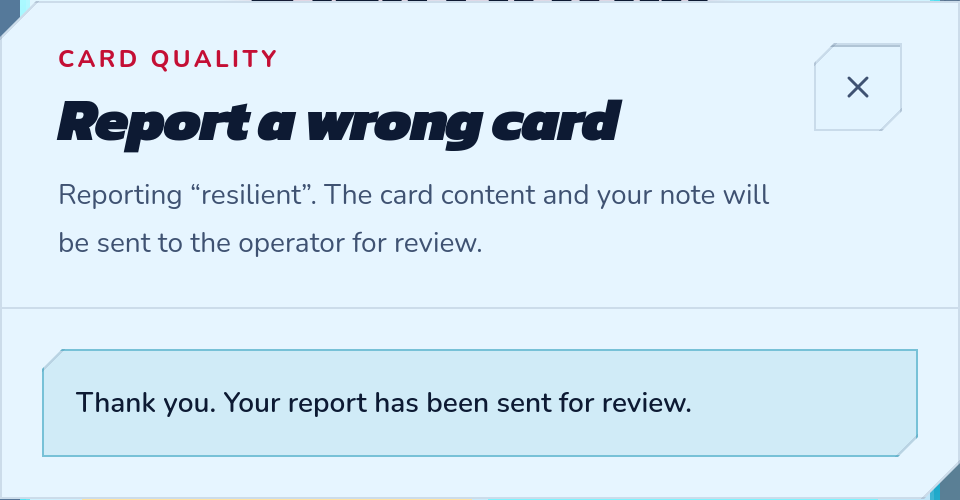 CARD QUALITY
Report a wrong card
Reporting “resilient”. The card content and your note will
be sent to the operator for review.
Thank you. Your report has been sent for review.